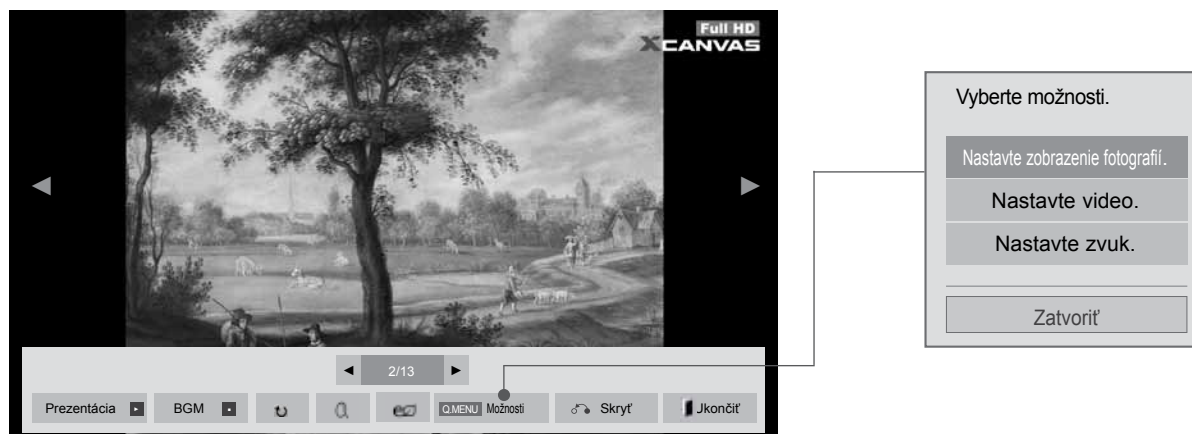 Full HD
XCANVAS
◄ 2/13 ►
Prezentácia BGM Q.MENU Možnosti Skryť Jkončiť
Vyberte možnosti.
Nastavte zobrazenie fotografií.
Nastavte video.
Nastavte zvuk.
Zatvoriť